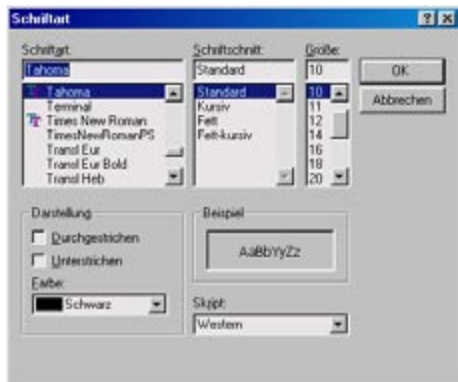 Schriftart
Schriftart:
Schriftschnitt:
Größe:
Tahoma
Standard
10
OK
Abbrechen
Tahoma
Terminal
Times New Roman
TimesNewRomanPS
Transl Eur
Transl Eur Bold
Transl Heb
Standard
Kursiv
Fett
Fett-kursiv
10
11
12
14
16
18
20
Darstellung
Durchgestrichen
Unterstrichen
Farbe:
Schwarz
Beispiel
AaBbYyZz
Skript:
Western